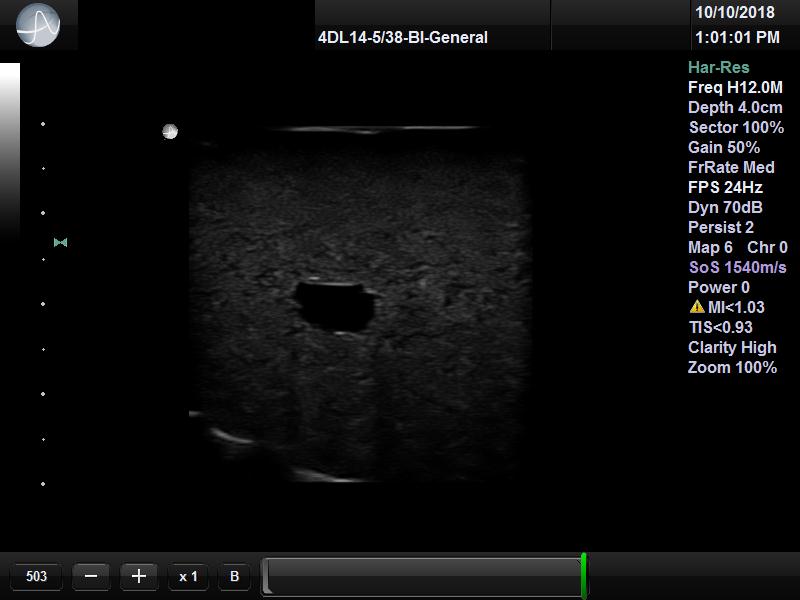 10/10/2018
4DL14-5/38-BI-General
1:01:01 PM
Har-Res
Freq H12.0M
Depth 4.0cm
Sector 100%
Gain 50%
FrRate Med
FPS 24Hz
Dyn 70dB
Persist 2
Map 6 Chr 0
SoS 1540m/s
Power 0
MI<1.03
TIS<0.93
Clarity High
Zoom 100%
503 − + x 1 B